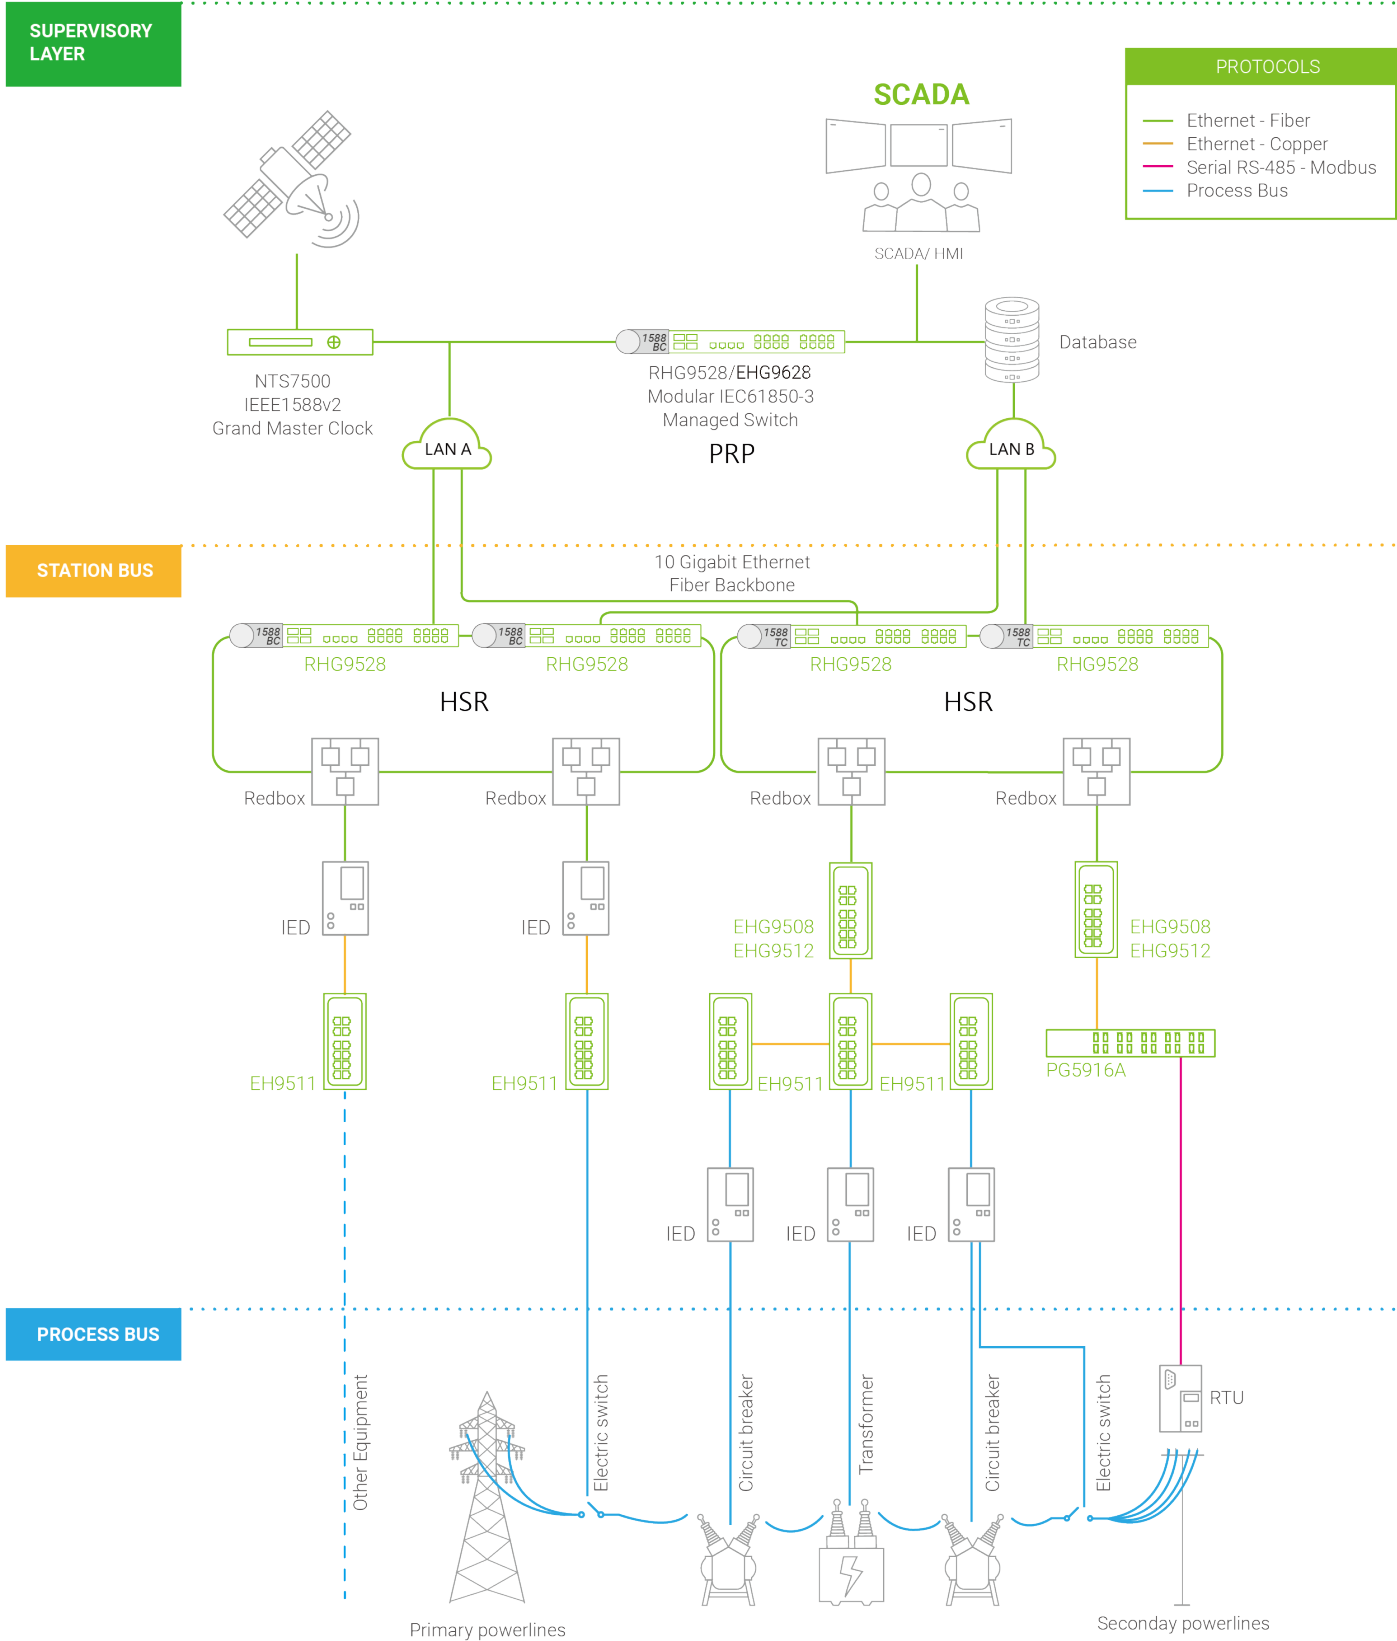 SUPERVISORY
LAYER
PROTOCOLS
Ethernet - Fiber
Ethernet - Copper
Serial RS-485 - Modbus
Process Bus
SCADA
SCADA/ HMI
1588
BC
Database
NTS7500
IEEE1588v2
Grand Master Clock
RHG9528/EHG9628
Modular IEC61850-3
Managed Switch
PRP
LAN A
LAN B
STATION BUS
10 Gigabit Ethernet
Fiber Backbone
1588
BC
1588
BC
1588
TC
1588
TC
RHG9528
RHG9528
RHG9528
RHG9528
HSR
HSR
Redbox
Redbox
Redbox
Redbox
IED
IED
EHG9508
EHG9512
EHG9508
EHG9512
EH9511
EH9511
EH9511
EH9511
PG5916A
IED
IED
IED
PROCESS BUS
Other Equipment
Electric switch
Circuit breaker
Transformer
Circuit breaker
Electric switch
RTU
Primary powerlines
Seconday powerlines